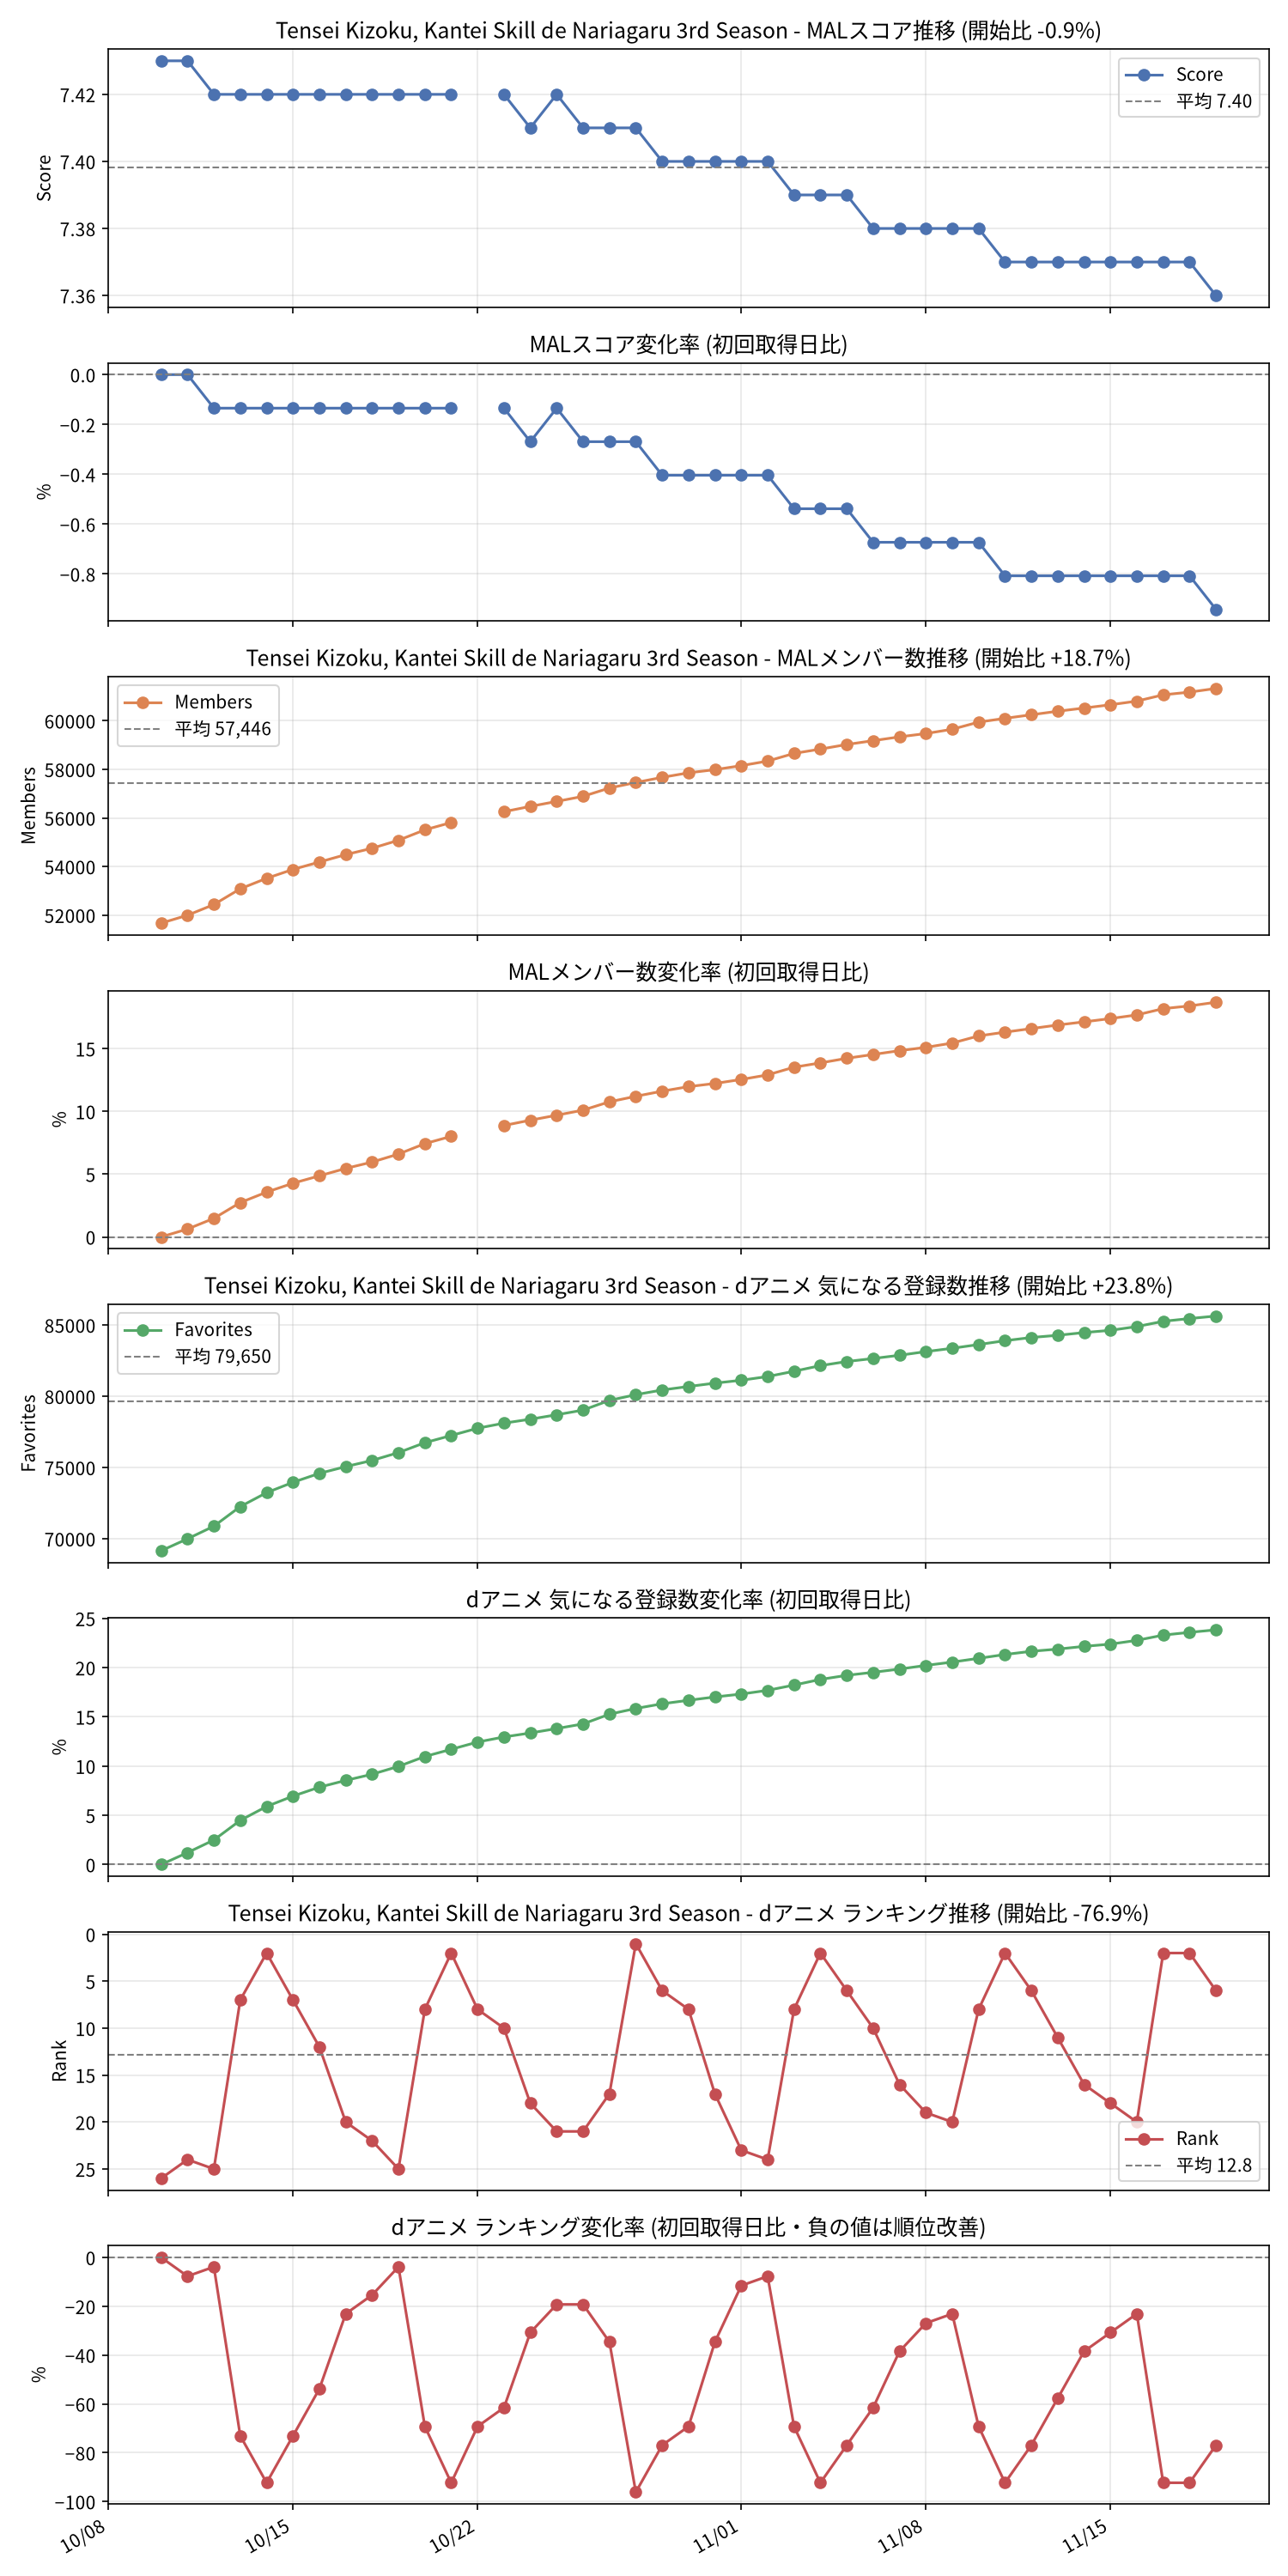 Tensei Kizoku, Kantei Skill de Nariagaru 3rd Season - MALスコア推移 (開始比 -0.9%)
Score
7.42
7.40
7.38
7.36
Score
平均 7.40
MALスコア変化率 (初回取得日比)
%
0.0
−0.2
−0.4
−0.6
−0.8
Tensei Kizoku, Kantei Skill de Nariagaru 3rd Season - MALメンバー数推移 (開始比 +18.7%)
Members
60000
58000
56000
54000
52000
Members
平均 57,446
MALメンバー数変化率 (初回取得日比)
%
15
10
5
0
Tensei Kizoku, Kantei Skill de Nariagaru 3rd Season - dアニメ 気になる登録数推移 (開始比 +23.8%)
Favorites
85000
80000
75000
70000
Favorites
平均 79,650
dアニメ 気になる登録数変化率 (初回取得日比)
%
25
20
15
10
5
0
Tensei Kizoku, Kantei Skill de Nariagaru 3rd Season - dアニメ ランキング推移 (開始比 -76.9%)
Rank
0
5
10
15
20
25
Rank
平均 12.8
dアニメ ランキング変化率 (初回取得日比・負の値は順位改善)
%
0
−20
−40
−60
−80
−100
10/08
10/15
10/22
11/01
11/08
11/15